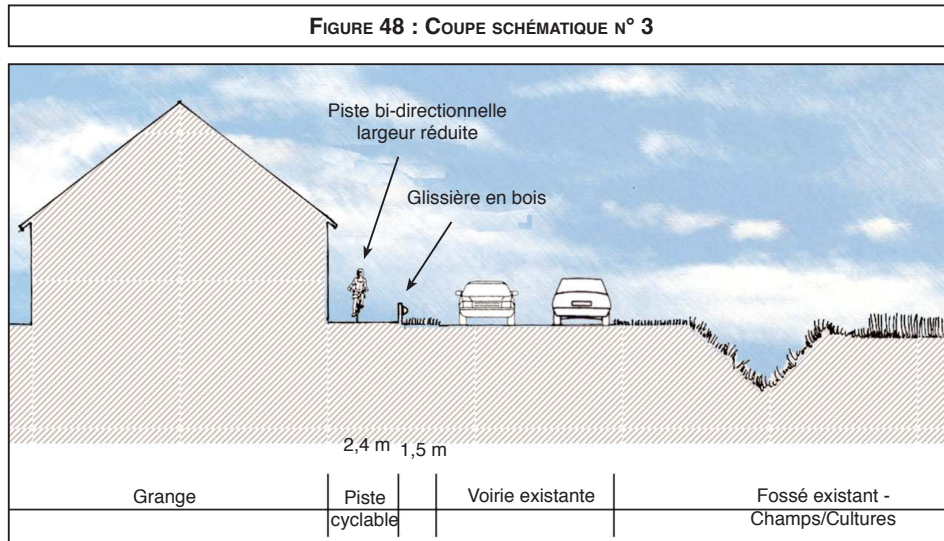 FIGURE 48 : COUPE SCHÉMATIQUE N° 3
Piste bi-directionnelle
largeur réduite
Glissière en bois
2,4 m 1,5 m
Grange
Piste
cyclable
Voirie existante
Fossé existant -
Champs/Cultures